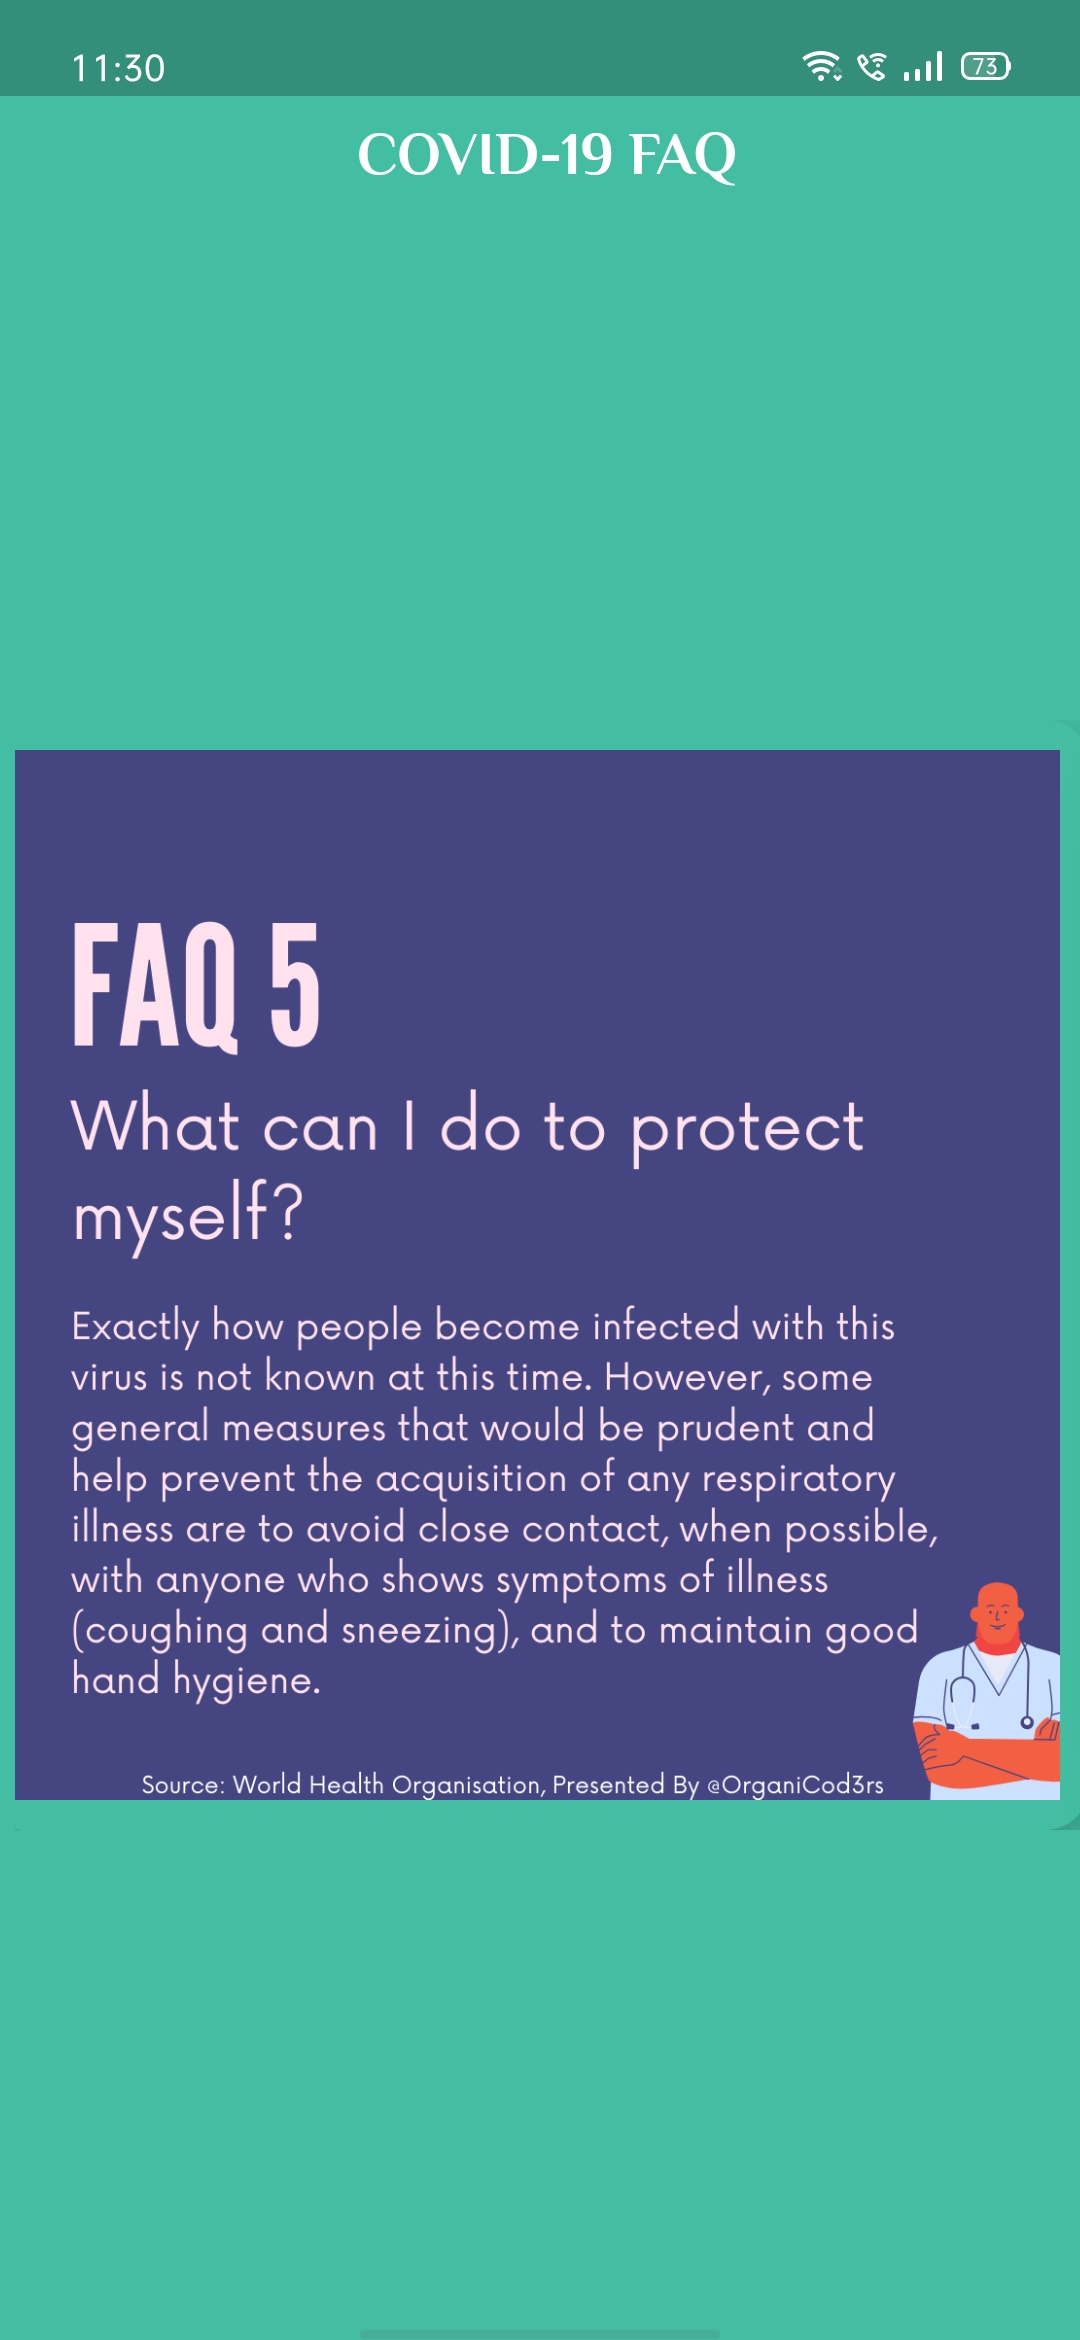 11:30
73
COVID-19 FAQ
FAQ 5
What can I do to protect
myself?
Exactly how people become infected with this
virus is not known at this time. However, some
general measures that would be prudent and
help prevent the acquisition of any respiratory
illness are to avoid close contact, when possible,
with anyone who shows symptoms of illness
(coughing and sneezing), and to maintain good
hand hygiene.
Source: World Health Organisation, Presented By @OrganiCod3rs